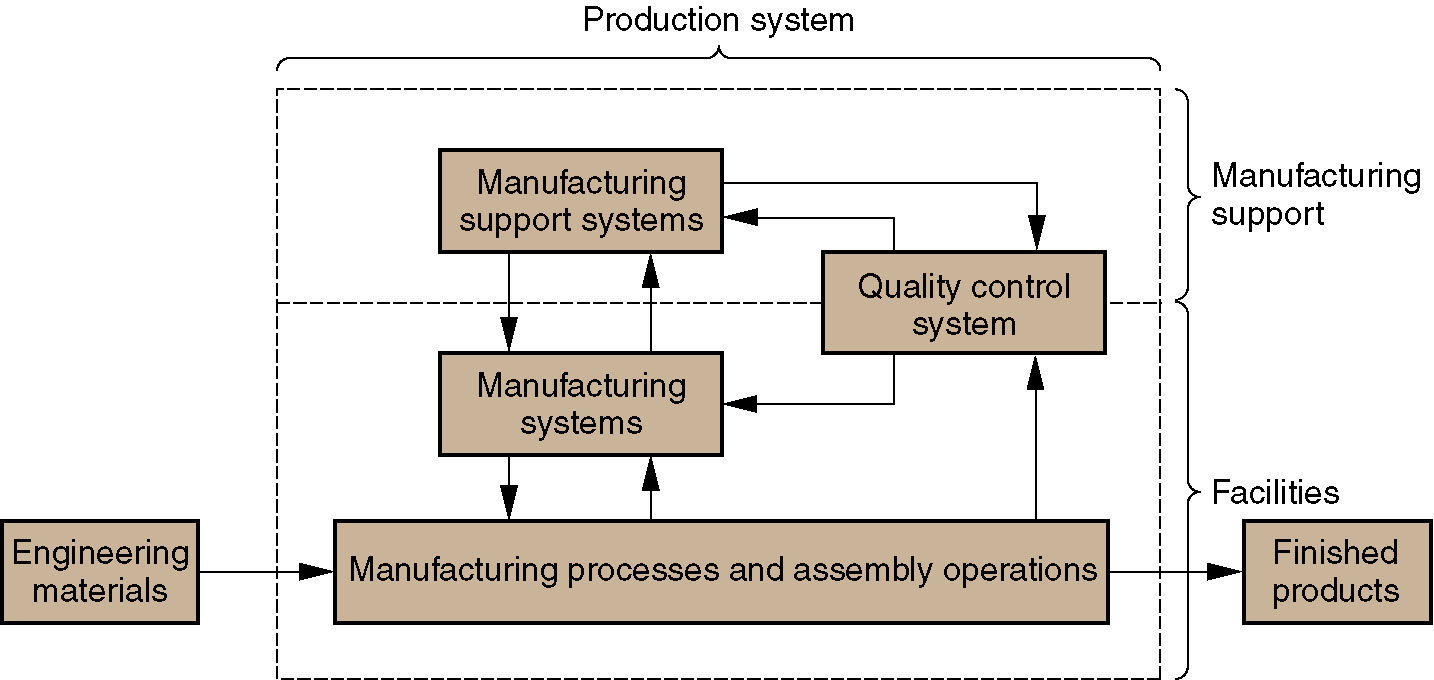 Production system
Manufacturing
support systems
Manufacturing
support
Quality control
system
Manufacturing
systems
Facilities
Engineering
materials
Manufacturing processes and assembly operations
Finished
products